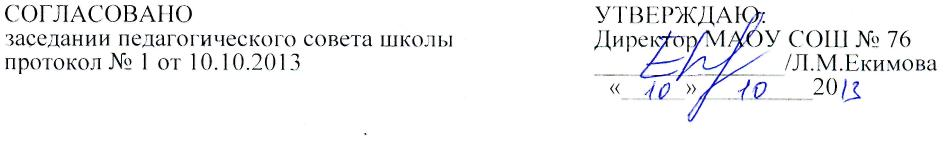 СОГЛАСОВАНО
заседании педагогического совета школы
протокол № 1 от 10.10.2013
УТВЕРЖДАЮ:
Директор МАОУ СОШ № 76
/Л.М.Екимова
« 10 » 10 2013